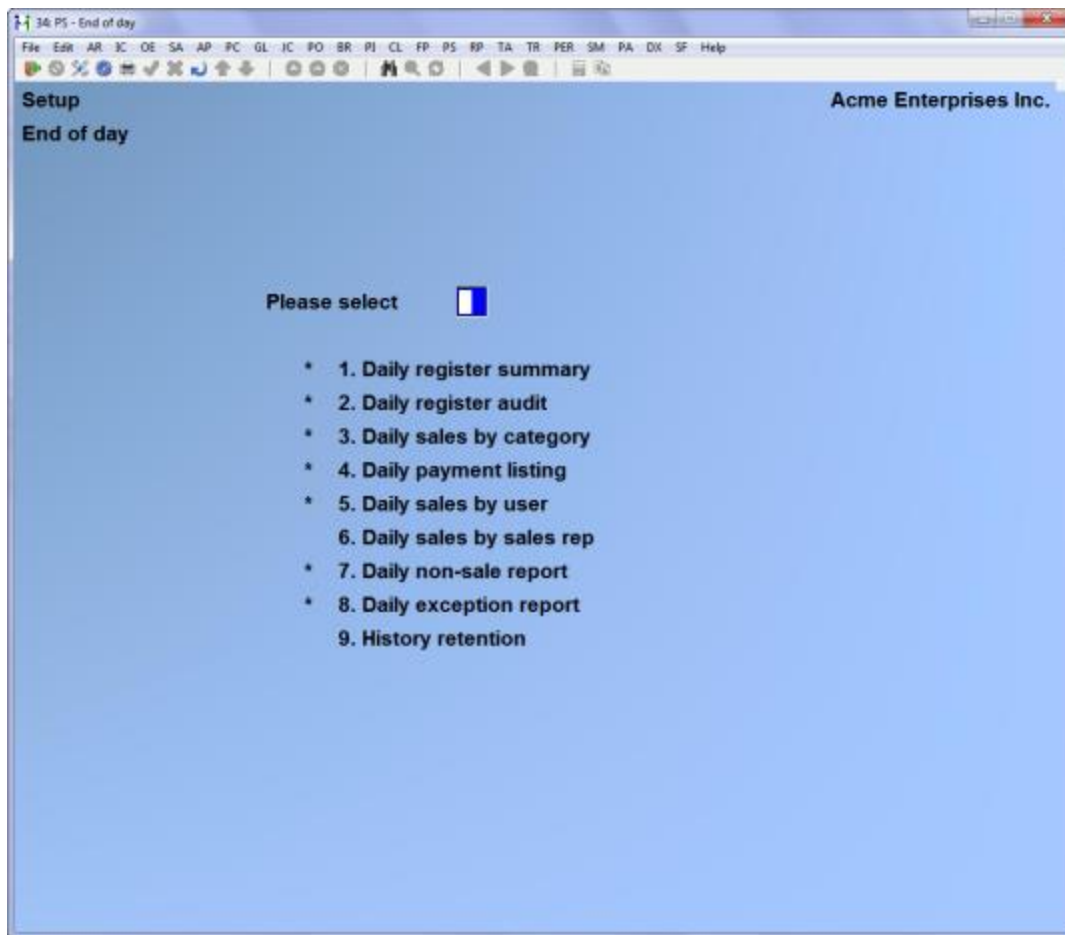 34: PS - End of day
File Edit AR IC OE SA AP PC GL JC PO BR PI CL FP PS RP TA TR PER SM PA DX SF Help
Setup
Acme Enterprises Inc.
End of day
Please select
* 1. Daily register summary
* 2. Daily register audit
* 3. Daily sales by category
* 4. Daily payment listing
* 5. Daily sales by user
6. Daily sales by sales rep
* 7. Daily non-sale report
* 8. Daily exception report
9. History retention